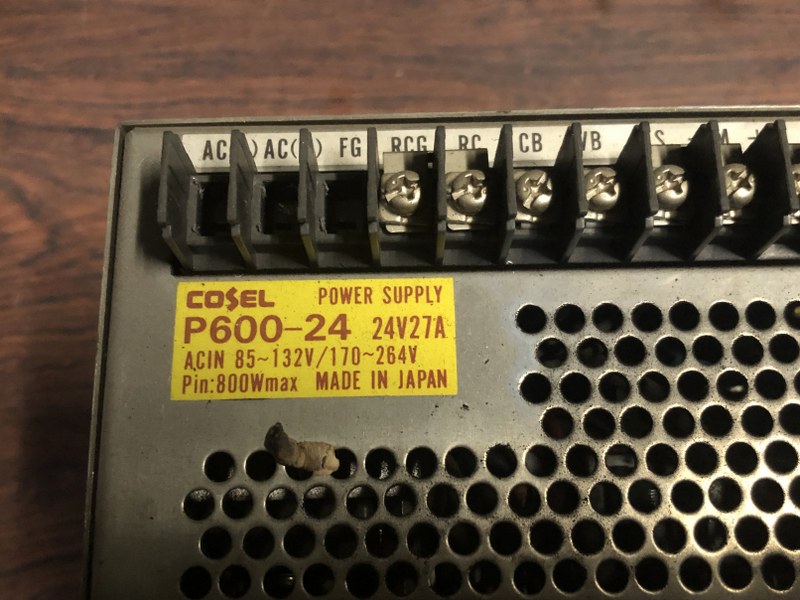 AC( ) AC( ) FG RCG RC CB VB S M +
COSEL POWER SUPPLY
P600-24 24V27A
ACIN 85~132V/170~264V
Pin:800Wmax MADE IN JAPAN